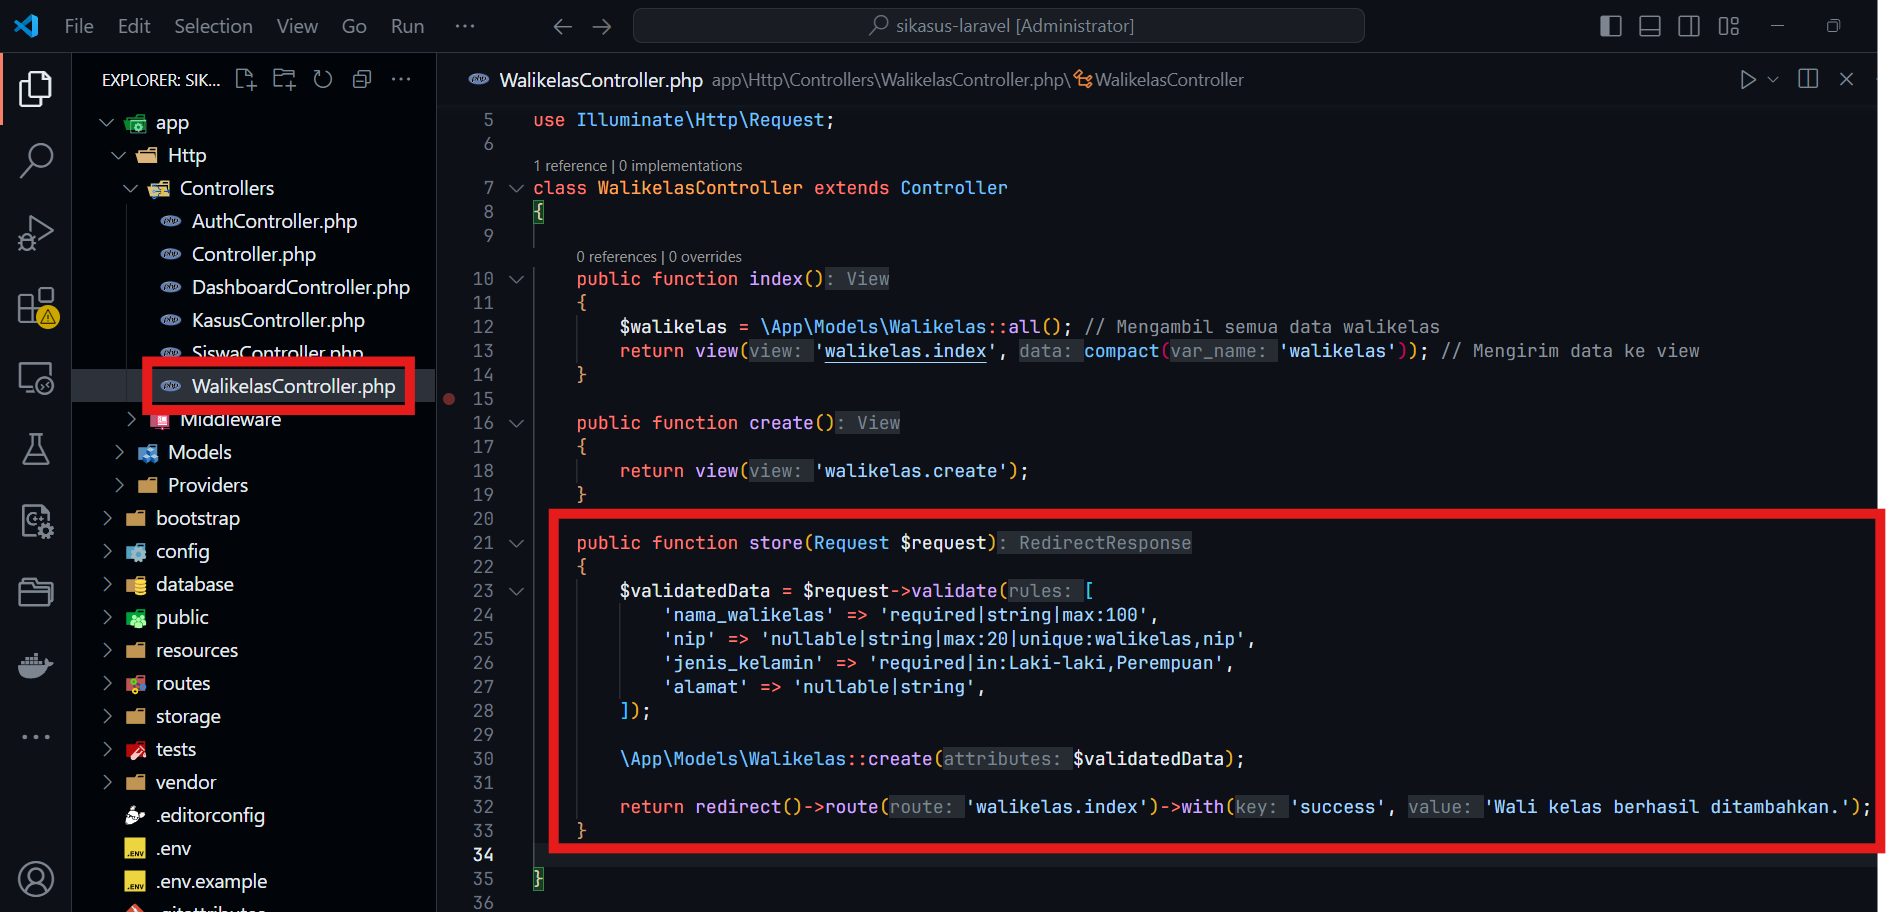 File Edit Selection View Go Run ···
sikasus-laravel [Administrator]
EXPLORER: SIK...
app
Http
Controllers
AuthController.php
Controller.php
DashboardController.php
KasusController.php
SiswaController.php
WalikelasController.php
Middleware
Models
Providers
bootstrap
config
database
public
resources
routes
storage
tests
vendor
.editorconfig
.env
.env.example
.gitattributes
WalikelasController.php app\Http\Controllers\WalikelasController.php\WalikelasController
5 use Illuminate\Http\Request;
6
1 reference | 0 implementations
7 class WalikelasController extends Controller
8 {
9
0 references | 0 overrides
10 public function index(): View
11 {
12 $walikelas = \App\Models\Walikelas::all(); // Mengambil semua data walikelas
13 return view(view: 'walikelas.index', data: compact(var_name: 'walikelas')); // Mengirim data ke view
14 }
15
16 public function create(): View
17 {
18 return view(view: 'walikelas.create');
19 }
20
21 public function store(Request $request): RedirectResponse
22 {
23 $validatedData = $request->validate(rules: [
24 'nama_walikelas' => 'required|string|max:100',
25 'nip' => 'nullable|string|max:20|unique:walikelas,nip',
26 'jenis_kelamin' => 'required|in:Laki-laki,Perempuan',
27 'alamat' => 'nullable|string',
28 ]);
29
30 \App\Models\Walikelas::create(attributes: $validatedData);
31
32 return redirect()->route(route: 'walikelas.index')->with(key: 'success', value: 'Wali kelas berhasil ditambahkan.');
33 }
34
35 }
36